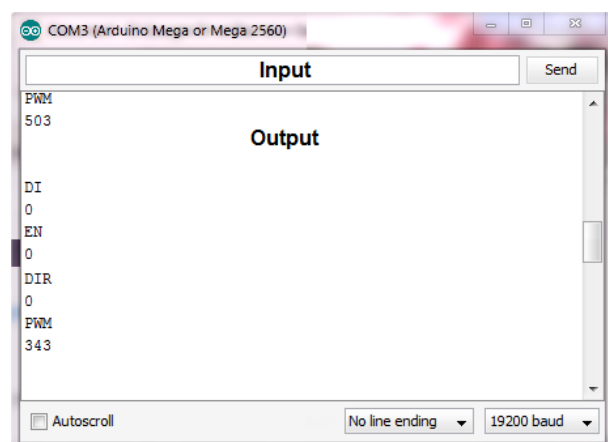 COM3 (Arduino Mega or Mega 2560)
Input
Send
PWM
503
Output
DI
0
EN
0
DIR
0
PWM
343
Autoscroll
No line ending
19200 baud